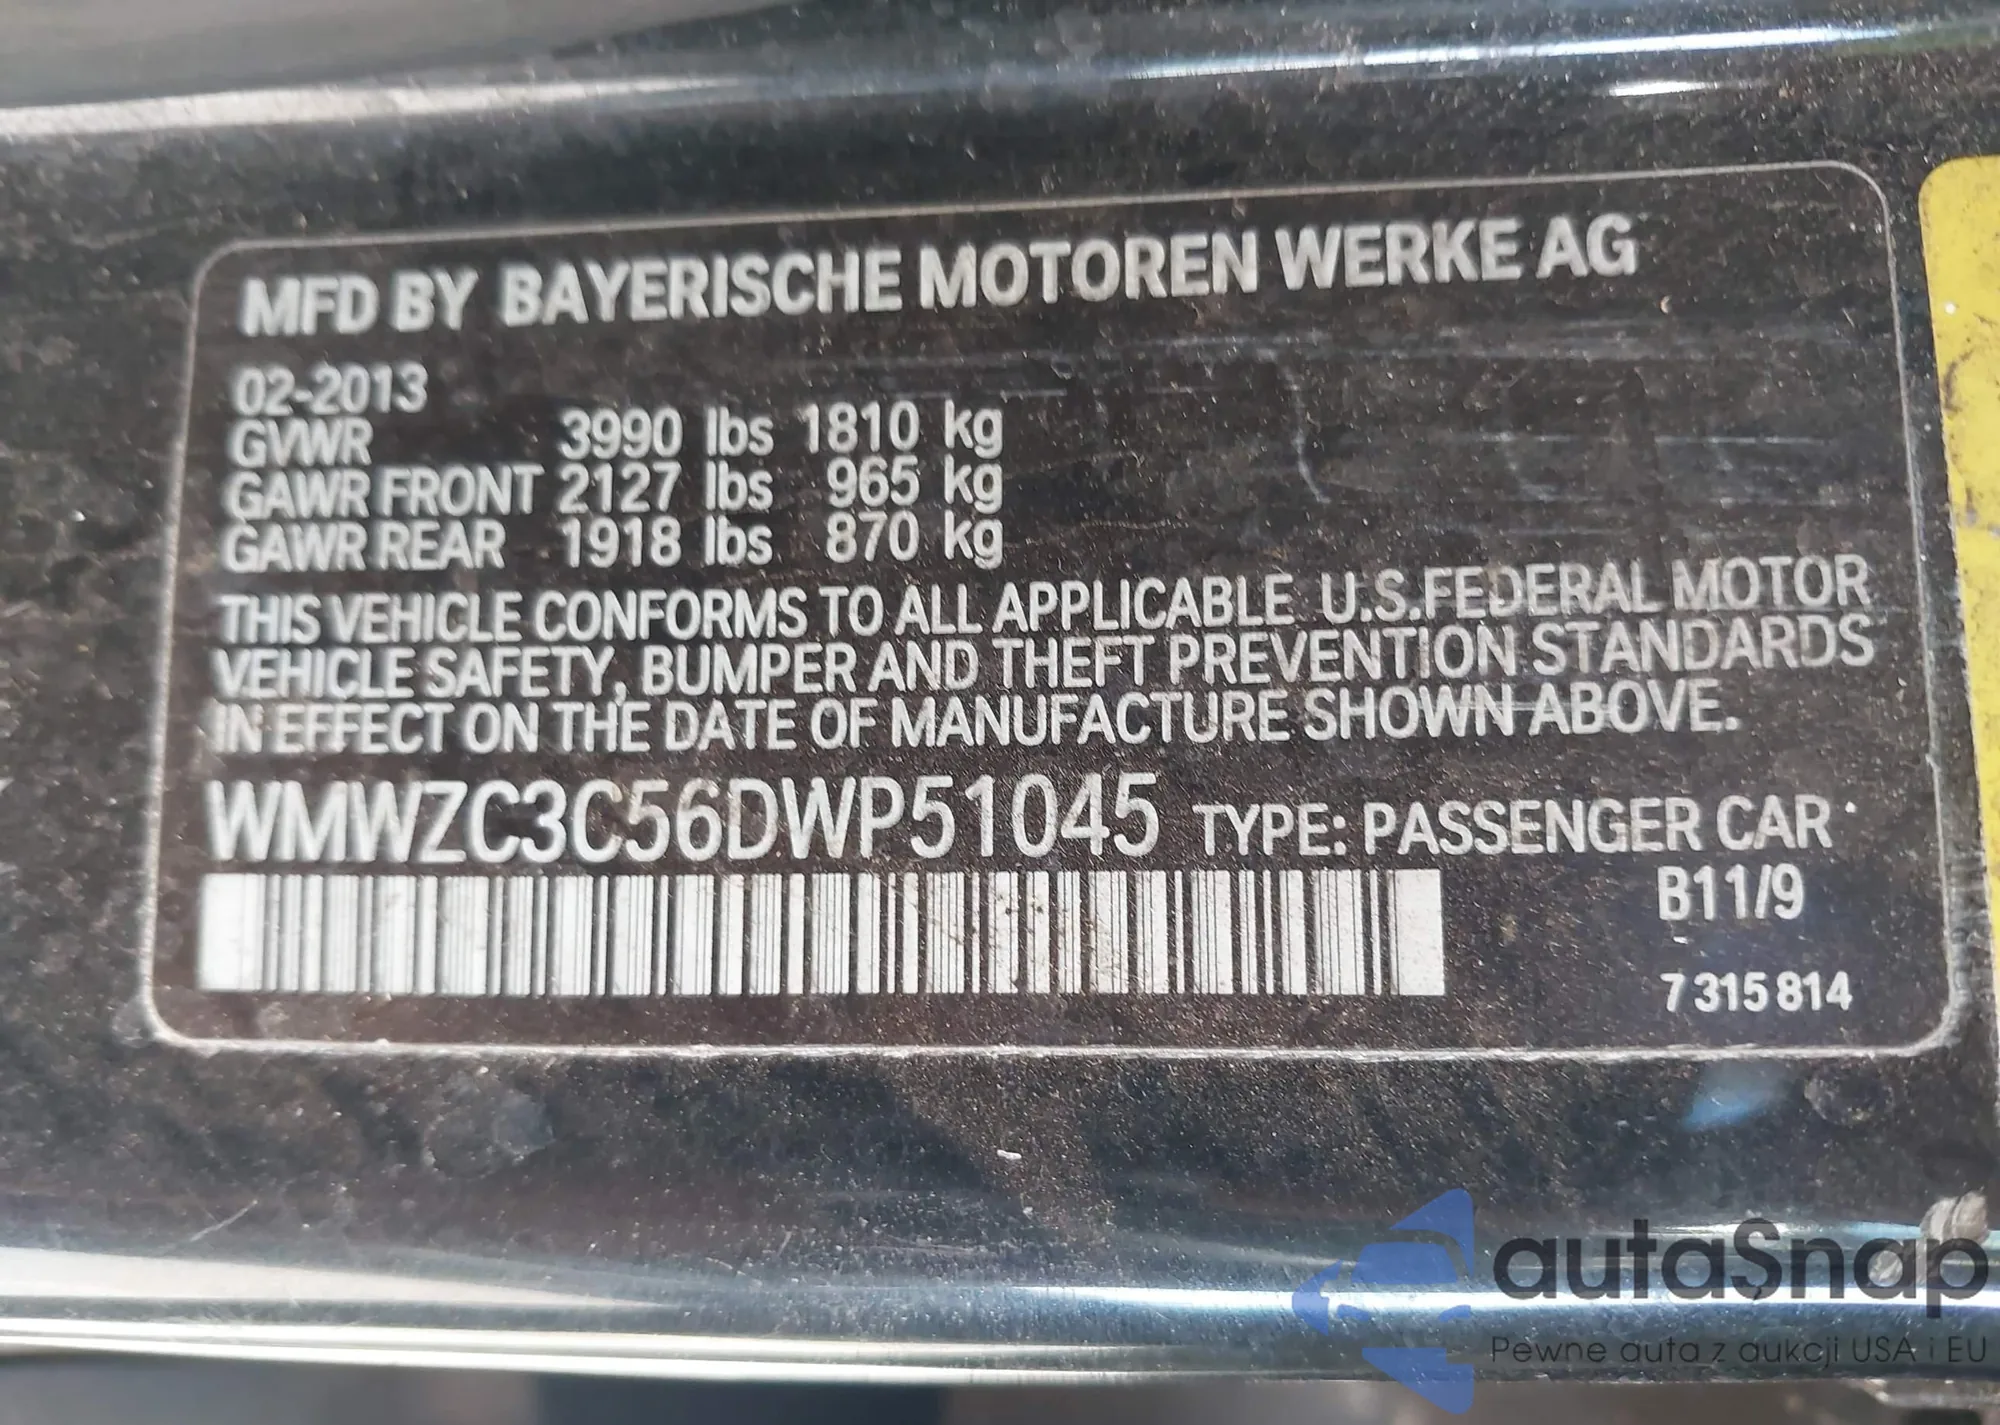 MFD BY BAYERISCHE MOTOREN WERKE AG
02-2013
GVWR 3990 lbs 1810 kg
GAWR FRONT 2127 lbs 965 kg
GAWR REAR 1918 lbs 870 kg
THIS VEHICLE CONFORMS TO ALL APPLICABLE U.S.FEDERAL MOTOR
VEHICLE SAFETY, BUMPER AND THEFT PREVENTION STANDARDS
IN EFFECT ON THE DATE OF MANUFACTURE SHOWN ABOVE.
WMWZC3C56DWP51045 TYPE: PASSENGER CAR
B11/9
7315814
autaSnap
Pewne auta z aukcji USA i EU